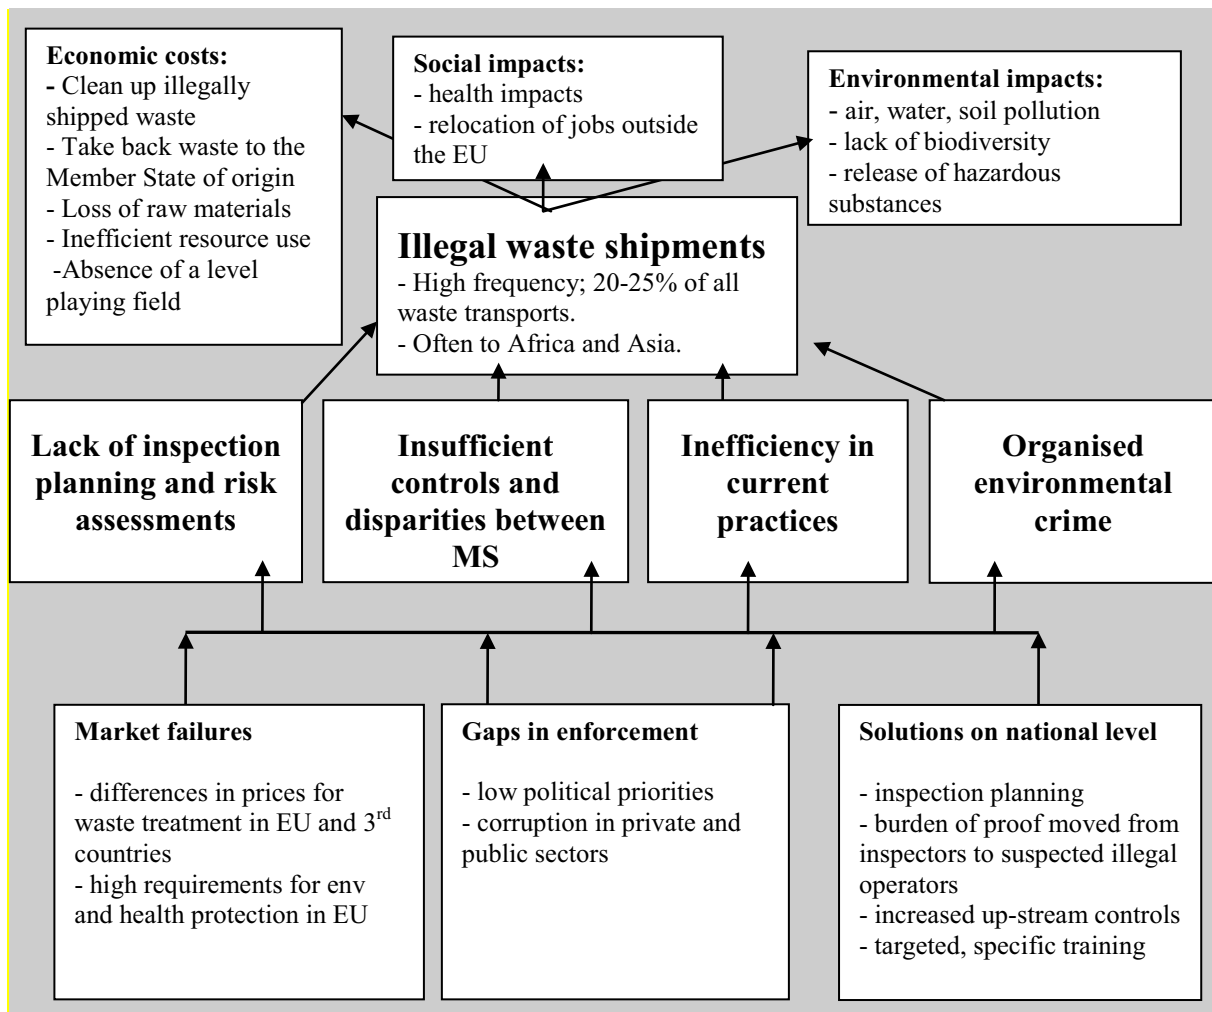 Economic costs:
- Clean up illegally
shipped waste
- Take back waste to the
Member State of origin
- Loss of raw materials
- Inefficient resource use
-Absence of a level
playing field
Social impacts:
- health impacts
- relocation of jobs outside
the EU
Environmental impacts:
- air, water, soil pollution
- lack of biodiversity
- release of hazardous
substances
Illegal waste shipments
- High frequency; 20-25% of all
waste transports.
- Often to Africa and Asia.
Lack of inspection
planning and risk
assessments
Insufficient
controls and
disparities between
MS
Inefficiency in
current
practices
Organised
environmental
crime
Market failures
- differences in prices for
waste treatment in EU and 3rd
countries
- high requirements for env
and health protection in EU
Gaps in enforcement
- low political priorities
- corruption in private and
public sectors
Solutions on national level
- inspection planning
- burden of proof moved from
inspectors to suspected illegal
operators
- increased up-stream controls
- targeted, specific training